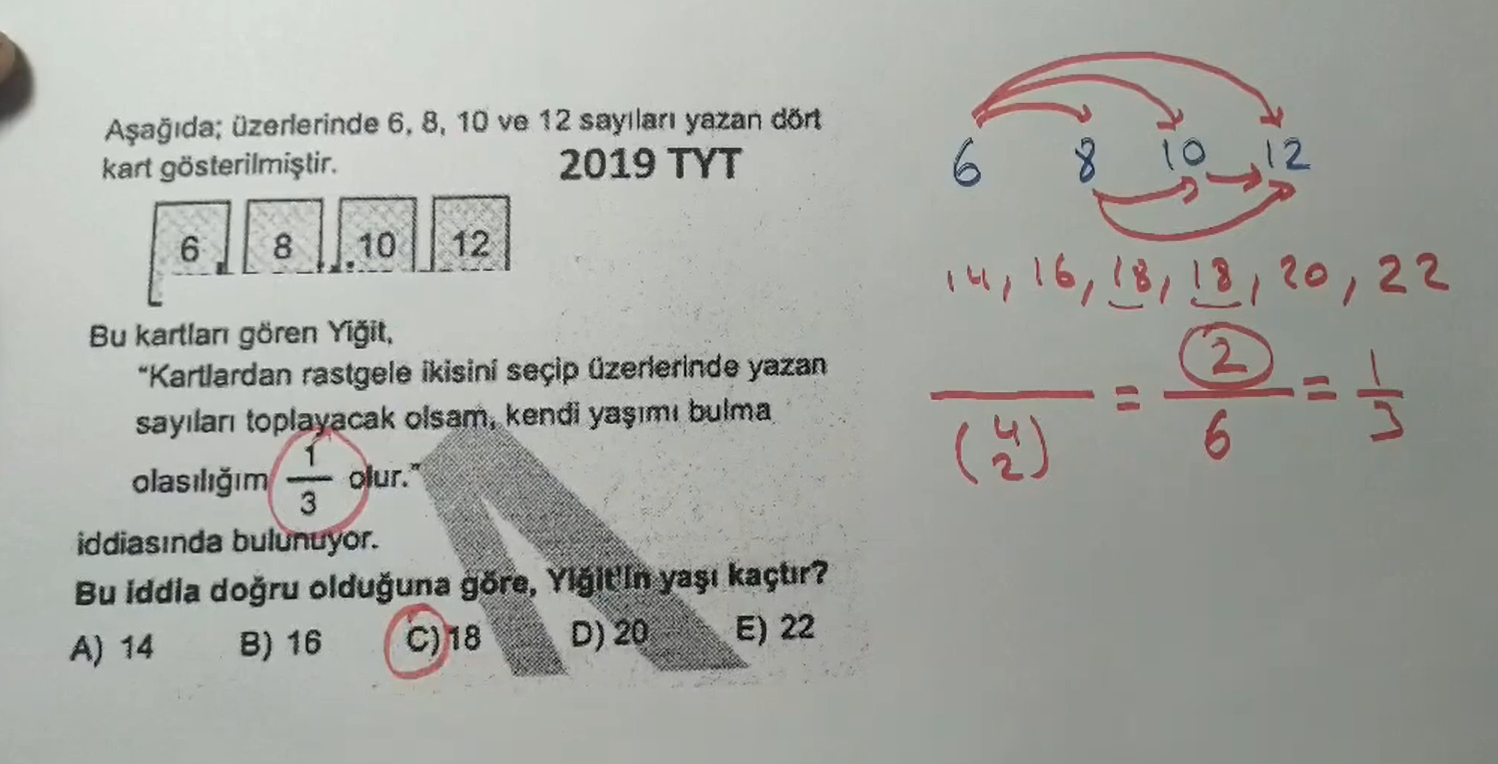 Aşağıda; üzerlerinde 6, 8, 10 ve 12 sayıları yazan dört
kart gösterilmiştir.
2019 TYT
6 8 10 12
Bu kartları gören Yiğit,
“Kartlardan rastgele ikisini seçip üzerlerinde yazan
sayıları toplayacak olsam, kendi yaşımı bulma
olasılığım 1/3 olur.”
iddiasında bulunuyor.
Bu iddia doğru olduğuna göre, Yiğit'in yaşı kaçtır?
A) 14 B) 16 C) 18 D) 20 E) 22
6 8 10 12
14, 16, 18, 18, 20, 22
/ (4 2) = 2/6 = 1/3